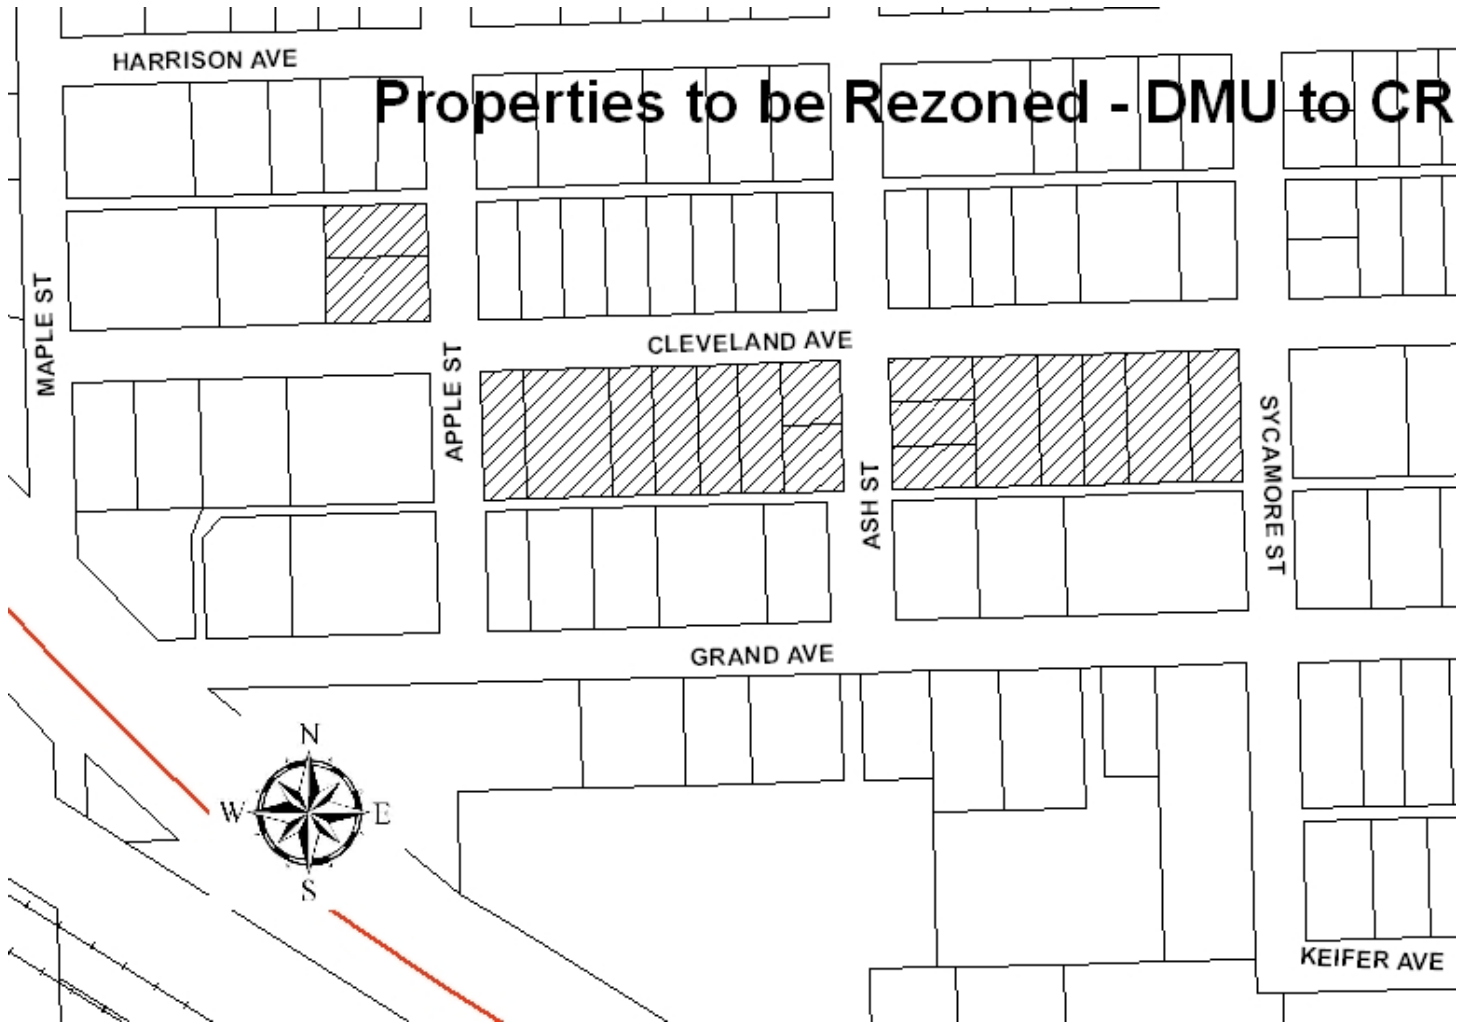 HARRISON AVE
Properties to be Rezoned - DMU to CR
MAPLE ST
CLEVELAND AVE
APPLE ST
ASH ST
SYCAMORE ST
GRAND AVE
N
W
E
S
KEIFER AVE